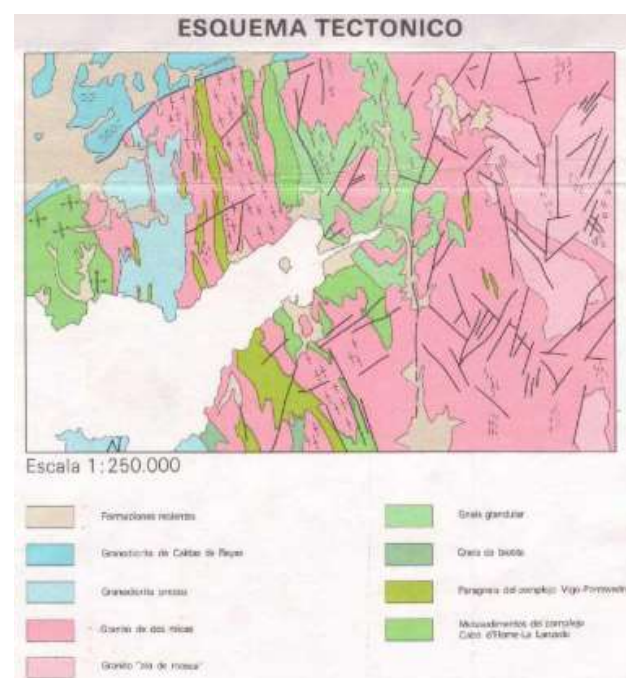 ESQUEMA TECTONICO
Escala 1:250.000
Formaciones recientes
Granodiorita de Caldas de Reyes
Granodiorita precoz
Granito de dos micas
Granito "ala de mosca"
Gneis glandular
Gneis de biotita
Paragneis del complejo Vigo-Pontevedra
Metasedimentos del complejo
Cabo d'Home-La Lanzada